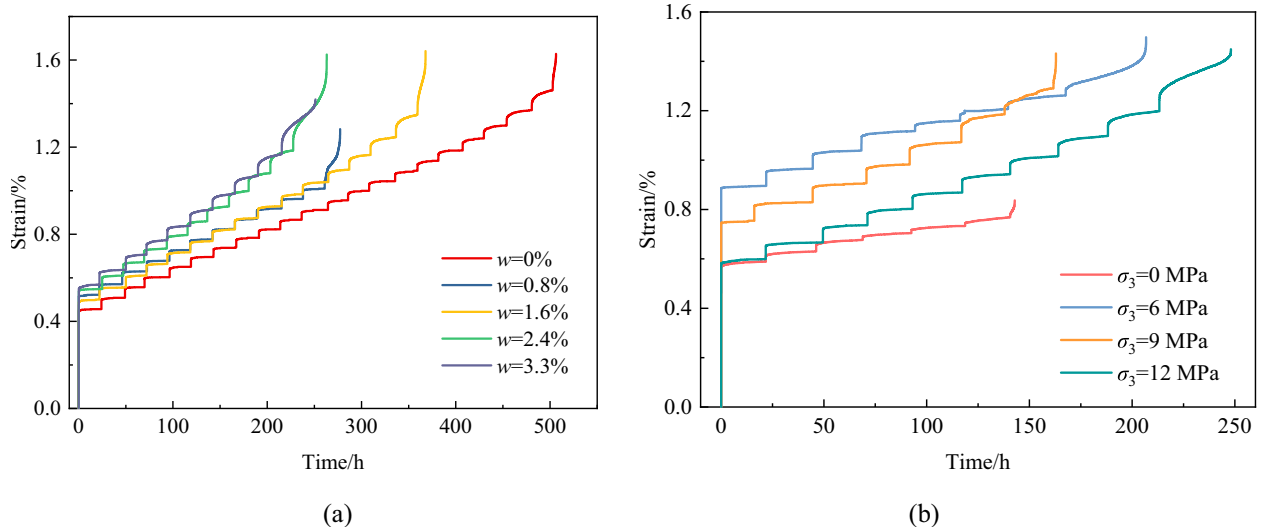 (a)
1.6
1.2
0.8
0.4
0.0
Strain/%
w=0%
w=0.8%
w=1.6%
w=2.4%
w=3.3%
0 100 200 300 400 500
Time/h
(a)
(b)
1.6
1.2
0.8
0.4
0.0
Strain/%
σ3=0 MPa
σ3=6 MPa
σ3=9 MPa
σ3=12 MPa
0 50 100 150 200 250
Time/h
(b)